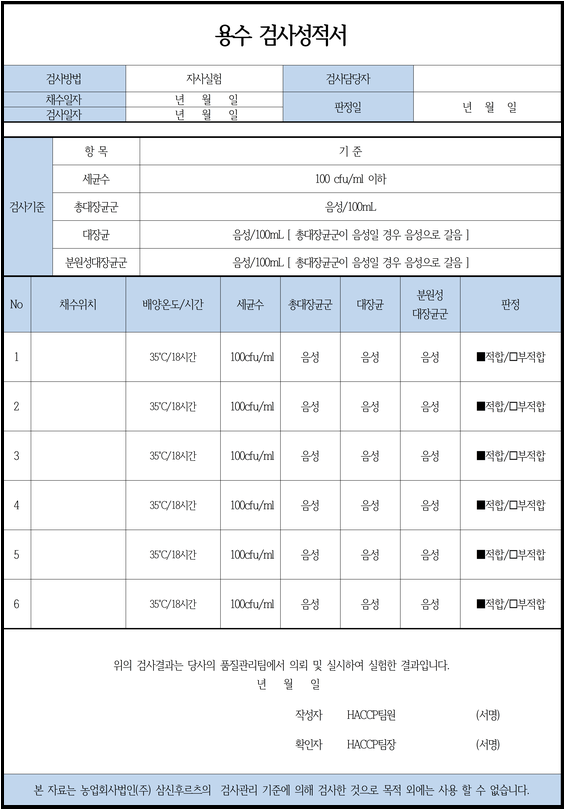 용수 검사성적서
검사방법 자사실험 검사담당자
채수일자 년 월 일 판정일 년 월 일
검사일자 년 월 일
검사기준 항 목 기 준
세균수 100 cfu/ml 이하
총대장균군 음성/100mL
대장균 음성/100mL [ 총대장균군이 음성일 경우 음성으로 갈음 ]
분원성대장균군 음성/100mL [ 총대장균군이 음성일 경우 음성으로 갈음 ]
No 채수위치 배양온도/시간 세균수 총대장균군 대장균 분원성 대장균군 판정
1 35℃/18시간 100cfu/ml 음성 음성 음성 ■적합/□부적합
2 35℃/18시간 100cfu/ml 음성 음성 음성 ■적합/□부적합
3 35℃/18시간 100cfu/ml 음성 음성 음성 ■적합/□부적합
4 35℃/18시간 100cfu/ml 음성 음성 음성 ■적합/□부적합
5 35℃/18시간 100cfu/ml 음성 음성 음성 ■적합/□부적합
6 35℃/18시간 100cfu/ml 음성 음성 음성 ■적합/□부적합
위의 검사결과는 당사의 품질관리팀에서 의뢰 및 실시하여 실험한 결과입니다.
년 월 일
작성자 HACCP팀원 (서명)
확인자 HACCP팀장 (서명)
본 자료는 농업회사법인(주) 삼신후르츠의 검사관리 기준에 의해 검사한 것으로 목적 외에는 사용 할 수 없습니다.